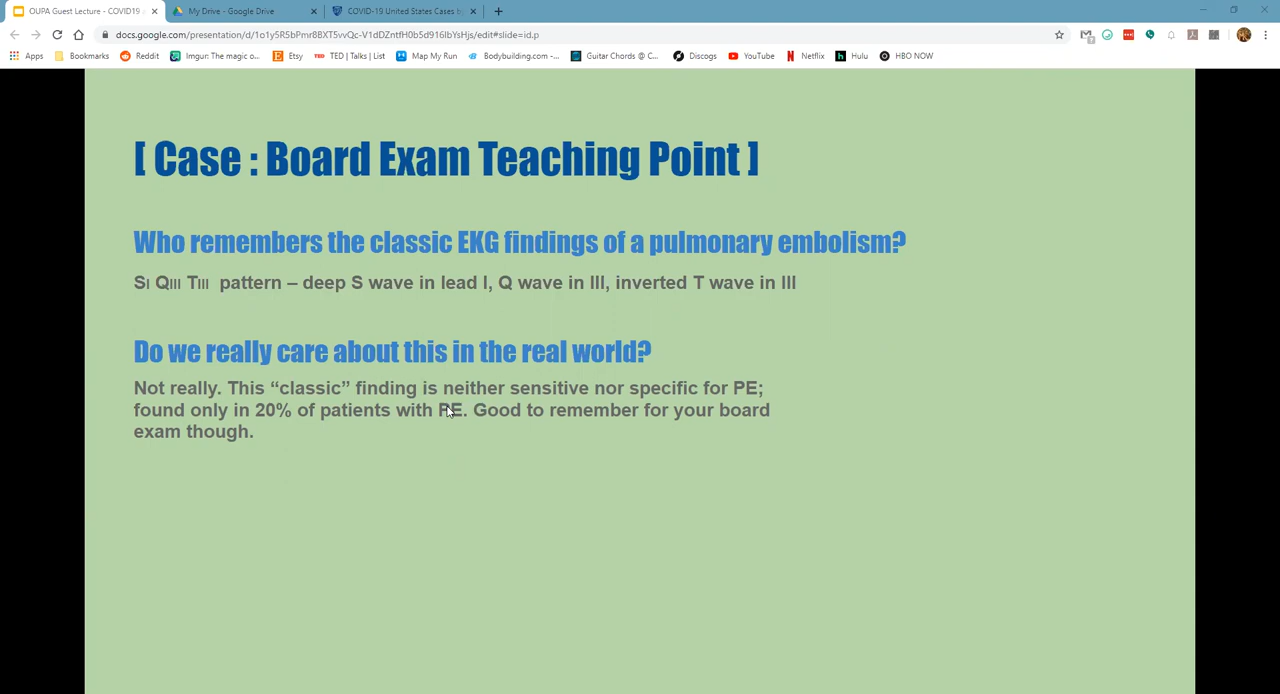 OUPA Guest Lecture - COVID19
My Drive - Google Drive
COVID-19 United States Cases by
docs.google.com/presentation/d/1o1y5R5bPmr8BXT5vvQc-V1dDZntfH0b5d916lbYsHjs/edit#slide=id.p
Apps Bookmarks Reddit Imgur: The magic o... Etsy TED TED | Talks | List Map My Run Bodybuilding.com -... Guitar Chords @ C... Discogs YouTube Netflix Hulu HBO NOW
[ Case : Board Exam Teaching Point ]
Who remembers the classic EKG findings of a pulmonary embolism?
SI QIII TIII pattern – deep S wave in lead I, Q wave in III, inverted T wave in III
Do we really care about this in the real world?
Not really. This “classic” finding is neither sensitive nor specific for PE;
found only in 20% of patients with PE. Good to remember for your board
exam though.